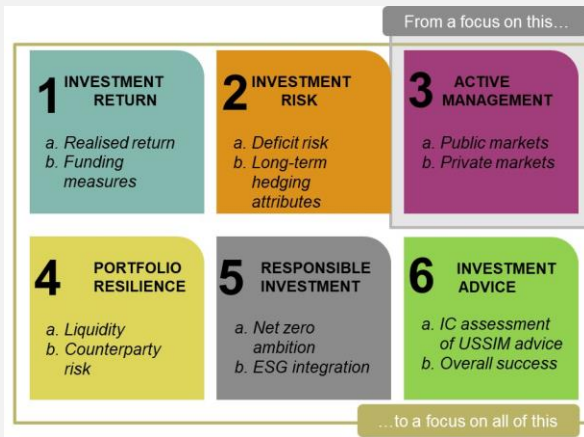 From a focus on this…
1
INVESTMENT
RETURN
a. Realised return
b. Funding
measures
2
INVESTMENT
RISK
a. Deficit risk
b. Long-term
hedging
attributes
3
ACTIVE
MANAGEMENT
a. Public markets
b. Private markets
4
PORTFOLIO
RESILIENCE
a. Liquidity
b. Counterparty
risk
5
RESPONSIBLE
INVESTMENT
a. Net zero
ambition
b. ESG integration
6
INVESTMENT
ADVICE
a. IC assessment
of USSIM advice
b. Overall success
…to a focus on all of this